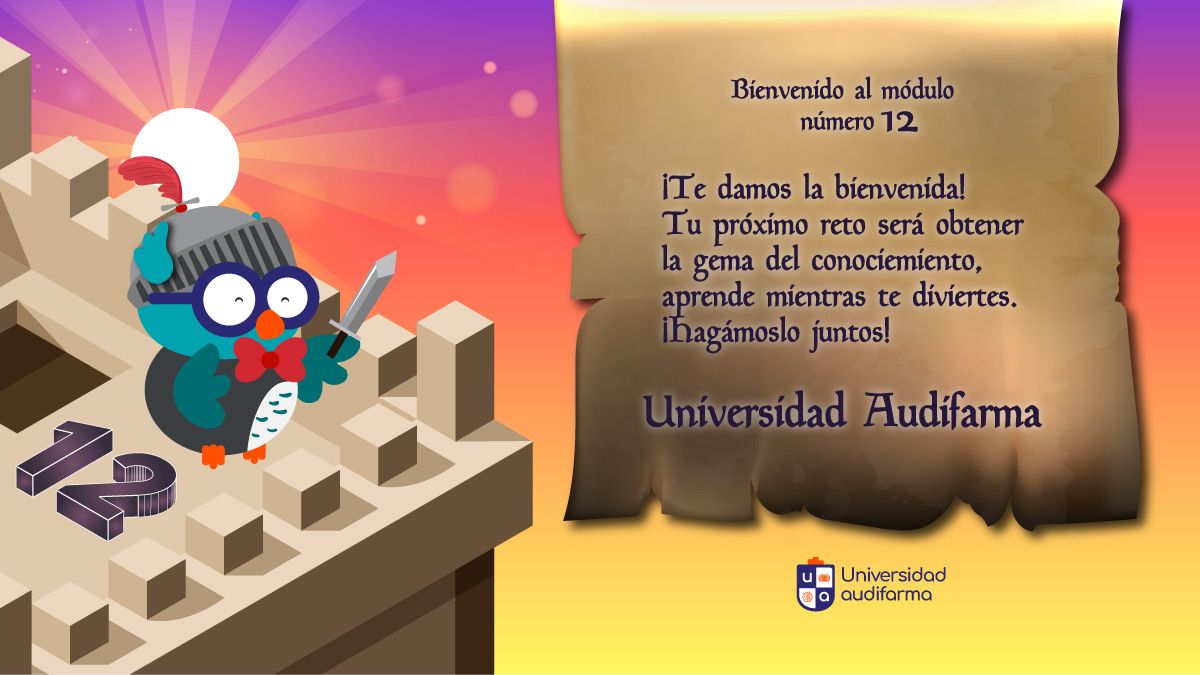 Bienvenido al módulo
número 12
¡Te damos la bienvenida!
Tu próximo reto será obtener
la gema del conociemiento,
aprende mientras te diviertes.
¡Hagámoslo juntos!
Universidad Audifarma
12
u
a
Universidad
audifarma